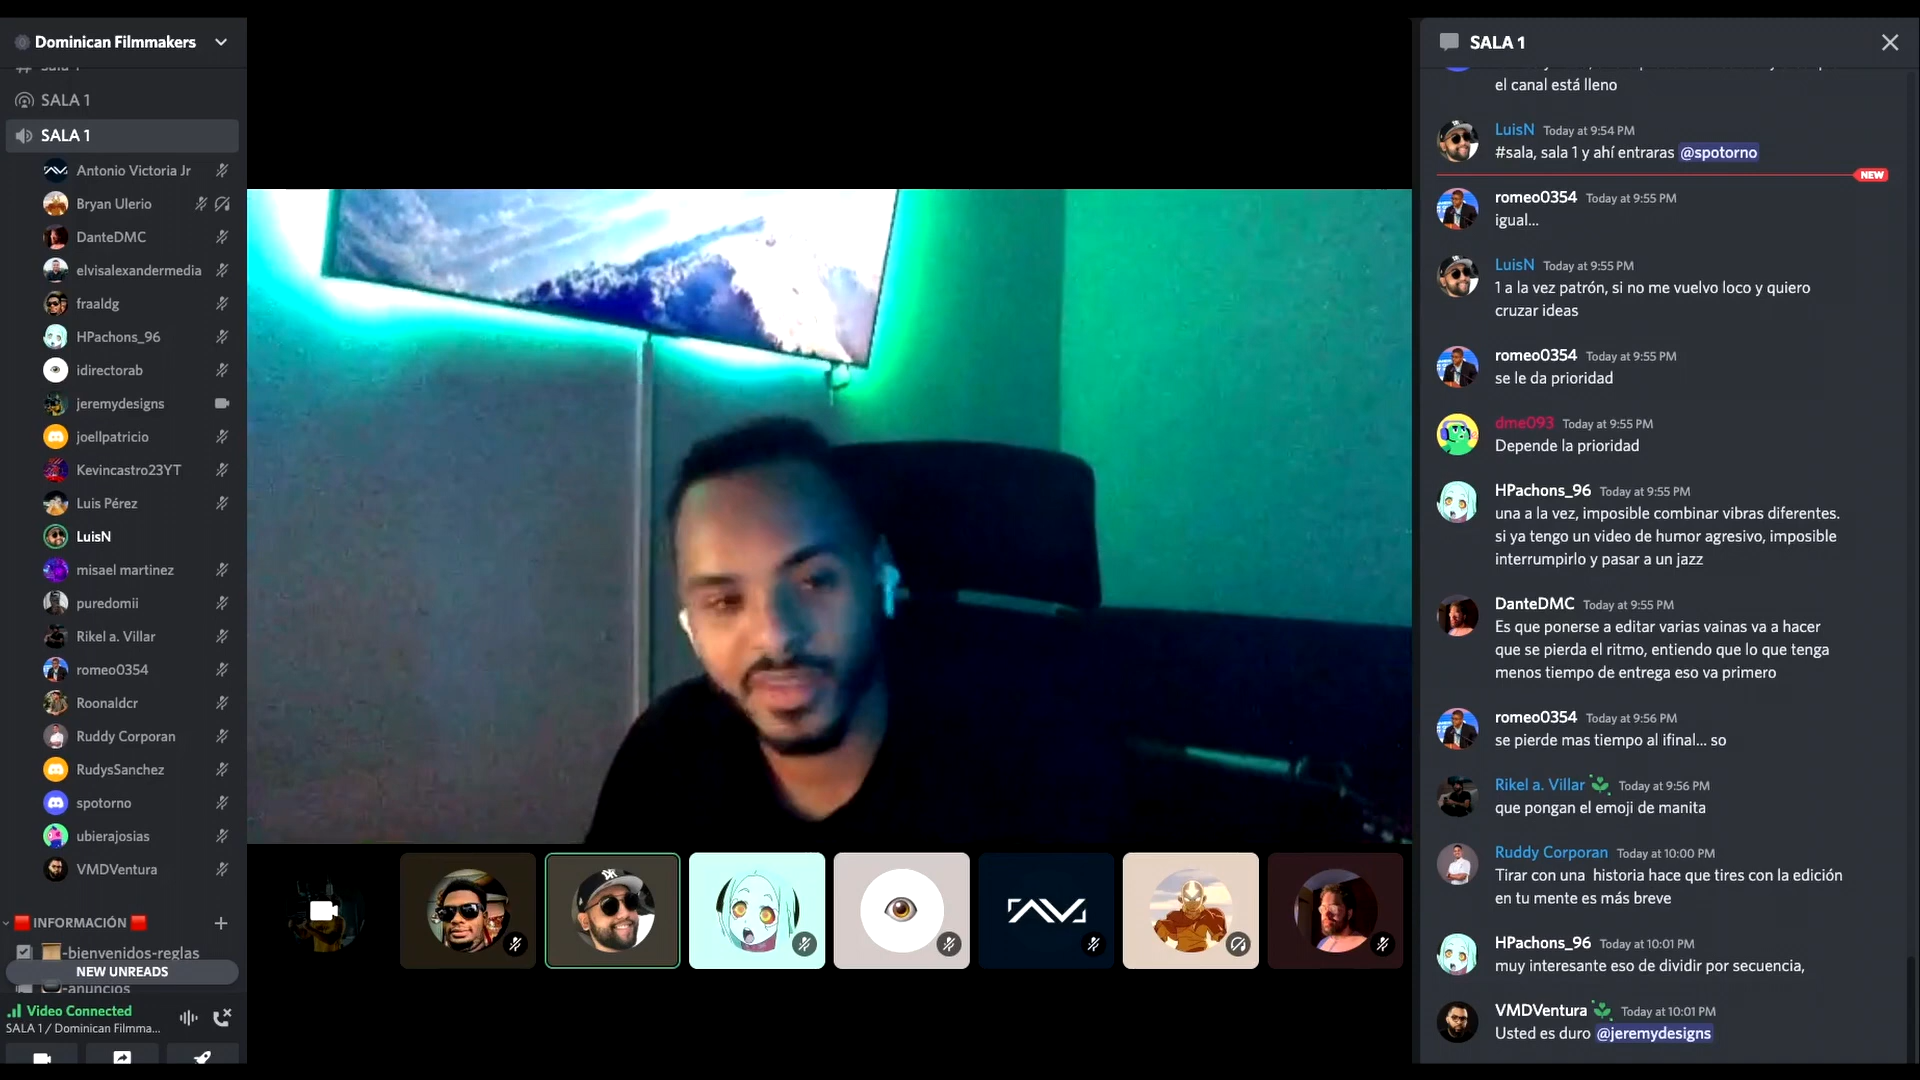 Dominican Filmmakers
SALA 1
SALA 1
Antonio Victoria Jr
Bryan Ulerio
DanteDMC
elvisalexandermedia
fraaldg
HPachons_96
idirectorab
jeremydesigns
joellpatricio
Kevincastro23YT
Luis Pérez
LuisN
misael martinez
puredomii
Rikel a. Villar
romeo0354
Roonaldcr
Ruddy Corporan
RudysSanchez
spotorno
ubierajosias
VMDVentura
INFORMACIÓN
-bienvenidos-reglas
NEW UNREADS
-anuncios
Video Connected
SALA 1 / Dominican Filmma...
SALA 1
el canal está lleno
LuisN Today at 9:54 PM
#sala, sala 1 y ahí entraras @spotorno
NEW
romeo0354 Today at 9:55 PM
igual...
LuisN Today at 9:55 PM
1 a la vez patrón, si no me vuelvo loco y quiero
cruzar ideas
romeo0354 Today at 9:55 PM
se le da prioridad
dme093 Today at 9:55 PM
Depende la prioridad
HPachons_96 Today at 9:55 PM
una a la vez, imposible combinar vibras diferentes.
si ya tengo un video de humor agresivo, imposible
interrumpirlo y pasar a un jazz
DanteDMC Today at 9:55 PM
Es que ponerse a editar varias vainas va a hacer
que se pierda el ritmo, entiendo que lo que tenga
menos tiempo de entrega eso va primero
romeo0354 Today at 9:56 PM
se pierde mas tiempo al ifinal... so
Rikel a. Villar Today at 9:56 PM
que pongan el emoji de manita
Ruddy Corporan Today at 10:00 PM
Tirar con una historia hace que tires con la edición
en tu mente es más breve
HPachons_96 Today at 10:01 PM
muy interesante eso de dividir por secuencia,
VMDVentura Today at 10:01 PM
Usted es duro @jeremydesigns